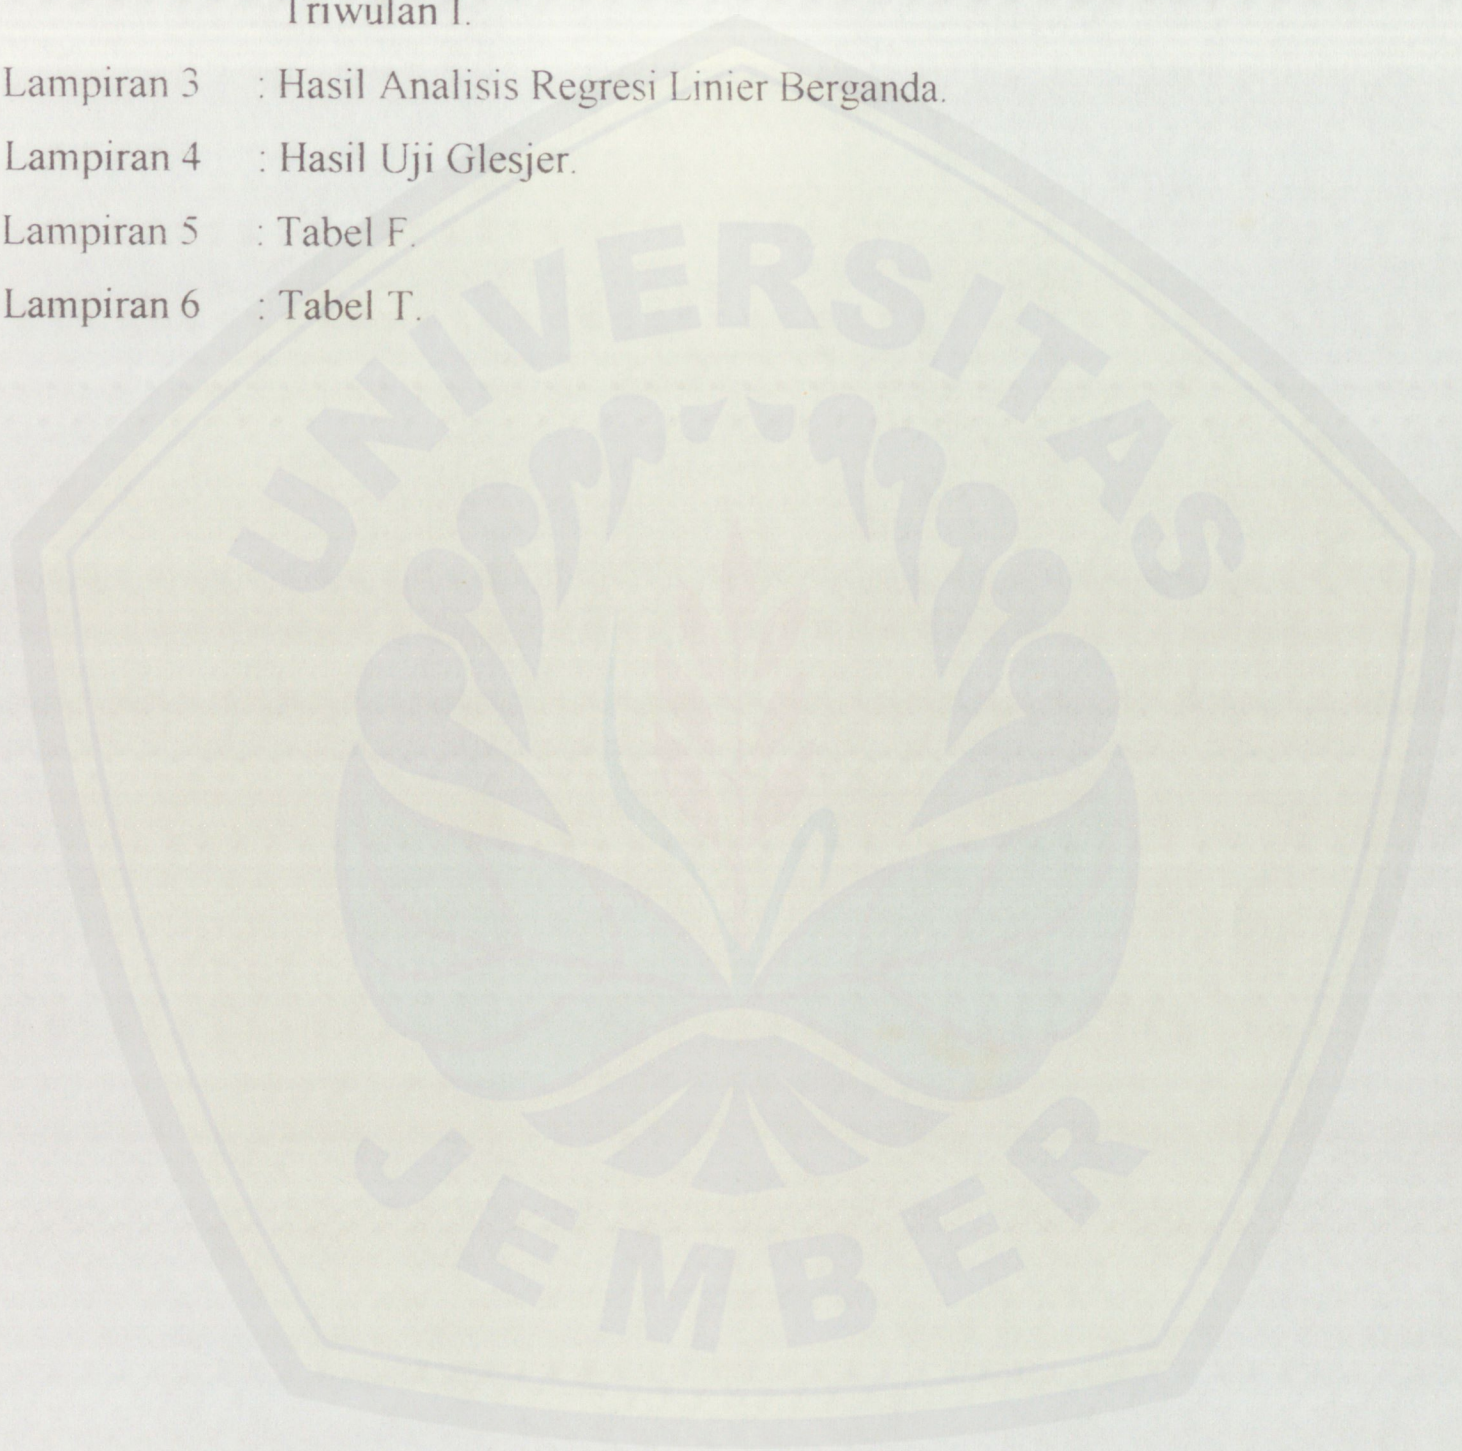 Triwulan I.
Lampiran 3 : Hasil Analisis Regresi Linier Berganda.
Lampiran 4 : Hasil Uji Glesjer.
Lampiran 5 : Tabel F.
Lampiran 6 : Tabel T.
UNIVERSITAS
JEMBER